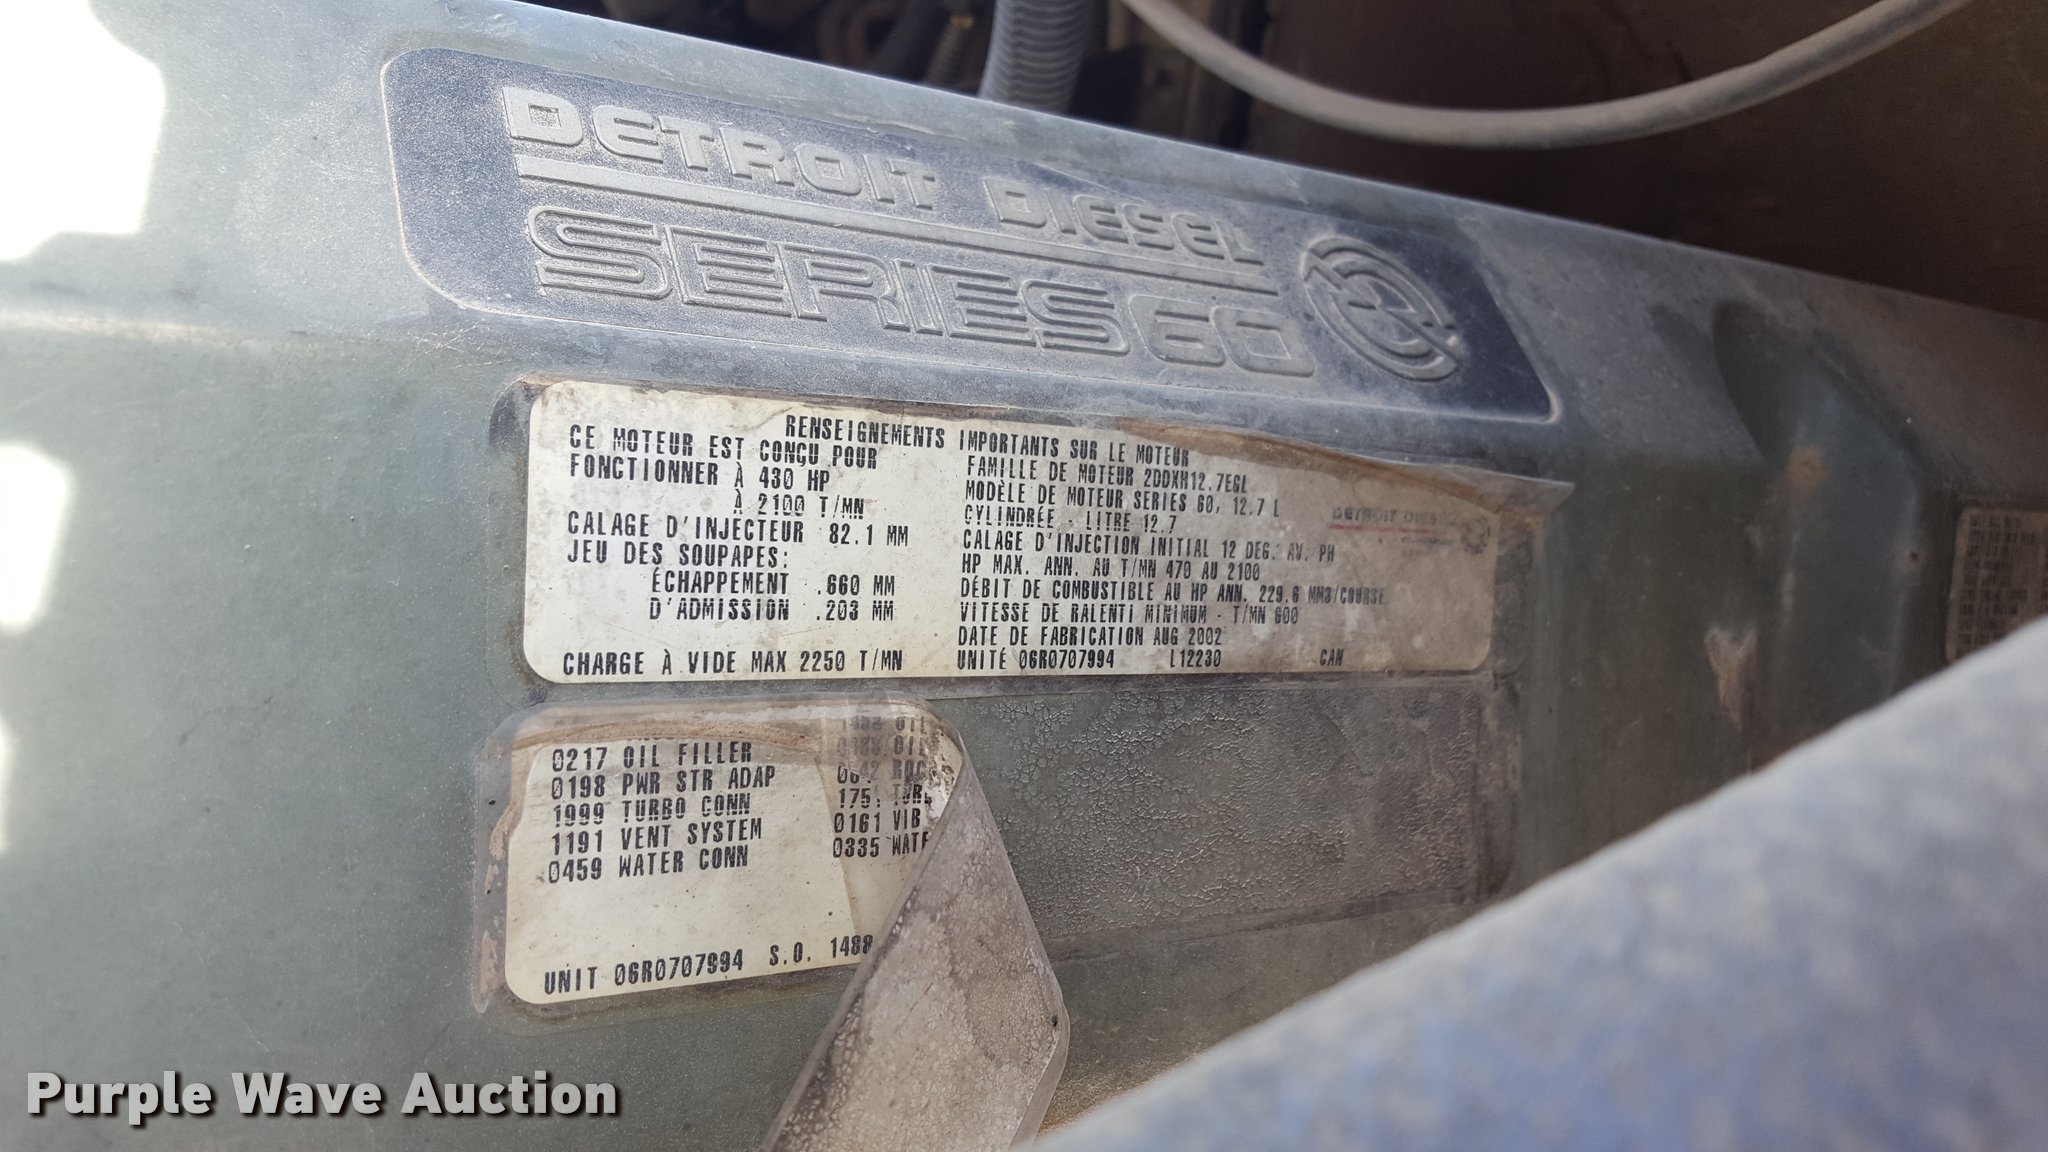 DETROIT DIESEL
SERIES 60
RENSEIGNEMENTS IMPORTANTS SUR LE MOTEUR
CE MOTEUR EST CONÇU POUR
FONCTIONNER À 430 HP
À 2100 T/MN
CALAGE D'INJECTEUR 82.1 MM
JEU DES SOUPAPES:
ÉCHAPPEMENT .660 MM
D'ADMISSION .203 MM
CHARGE À VIDE MAX 2250 T/MN
FAMILLE DE MOTEUR 2DDXH12.7EGL
MODÈLE DE MOTEUR SERIES 60, 12.7 L
CYLINDRÉE - LITRE 12.7
CALAGE D'INJECTION INITIAL 12 DEG. AV. PH
HP MAX. ANN. AU T/MN 470 AU 2100
DÉBIT DE COMBUSTIBLE AU HP ANN. 229.6 MM3/COURSE
VITESSE DE RALENTI MINIMUM - T/MN 600
DATE DE FABRICATION AUG 2002
UNITÉ 06R0707994 L12230 CAN
DETROIT DIESEL
0217 OIL FILLER
0198 PWR STR ADAP
1999 TURBO CONN
1191 VENT SYSTEM
0459 WATER CONN
OIL
OIL
1751
0161 VIB
0335
UNIT 06R0707994 S.O. 1488
Purple Wave Auction